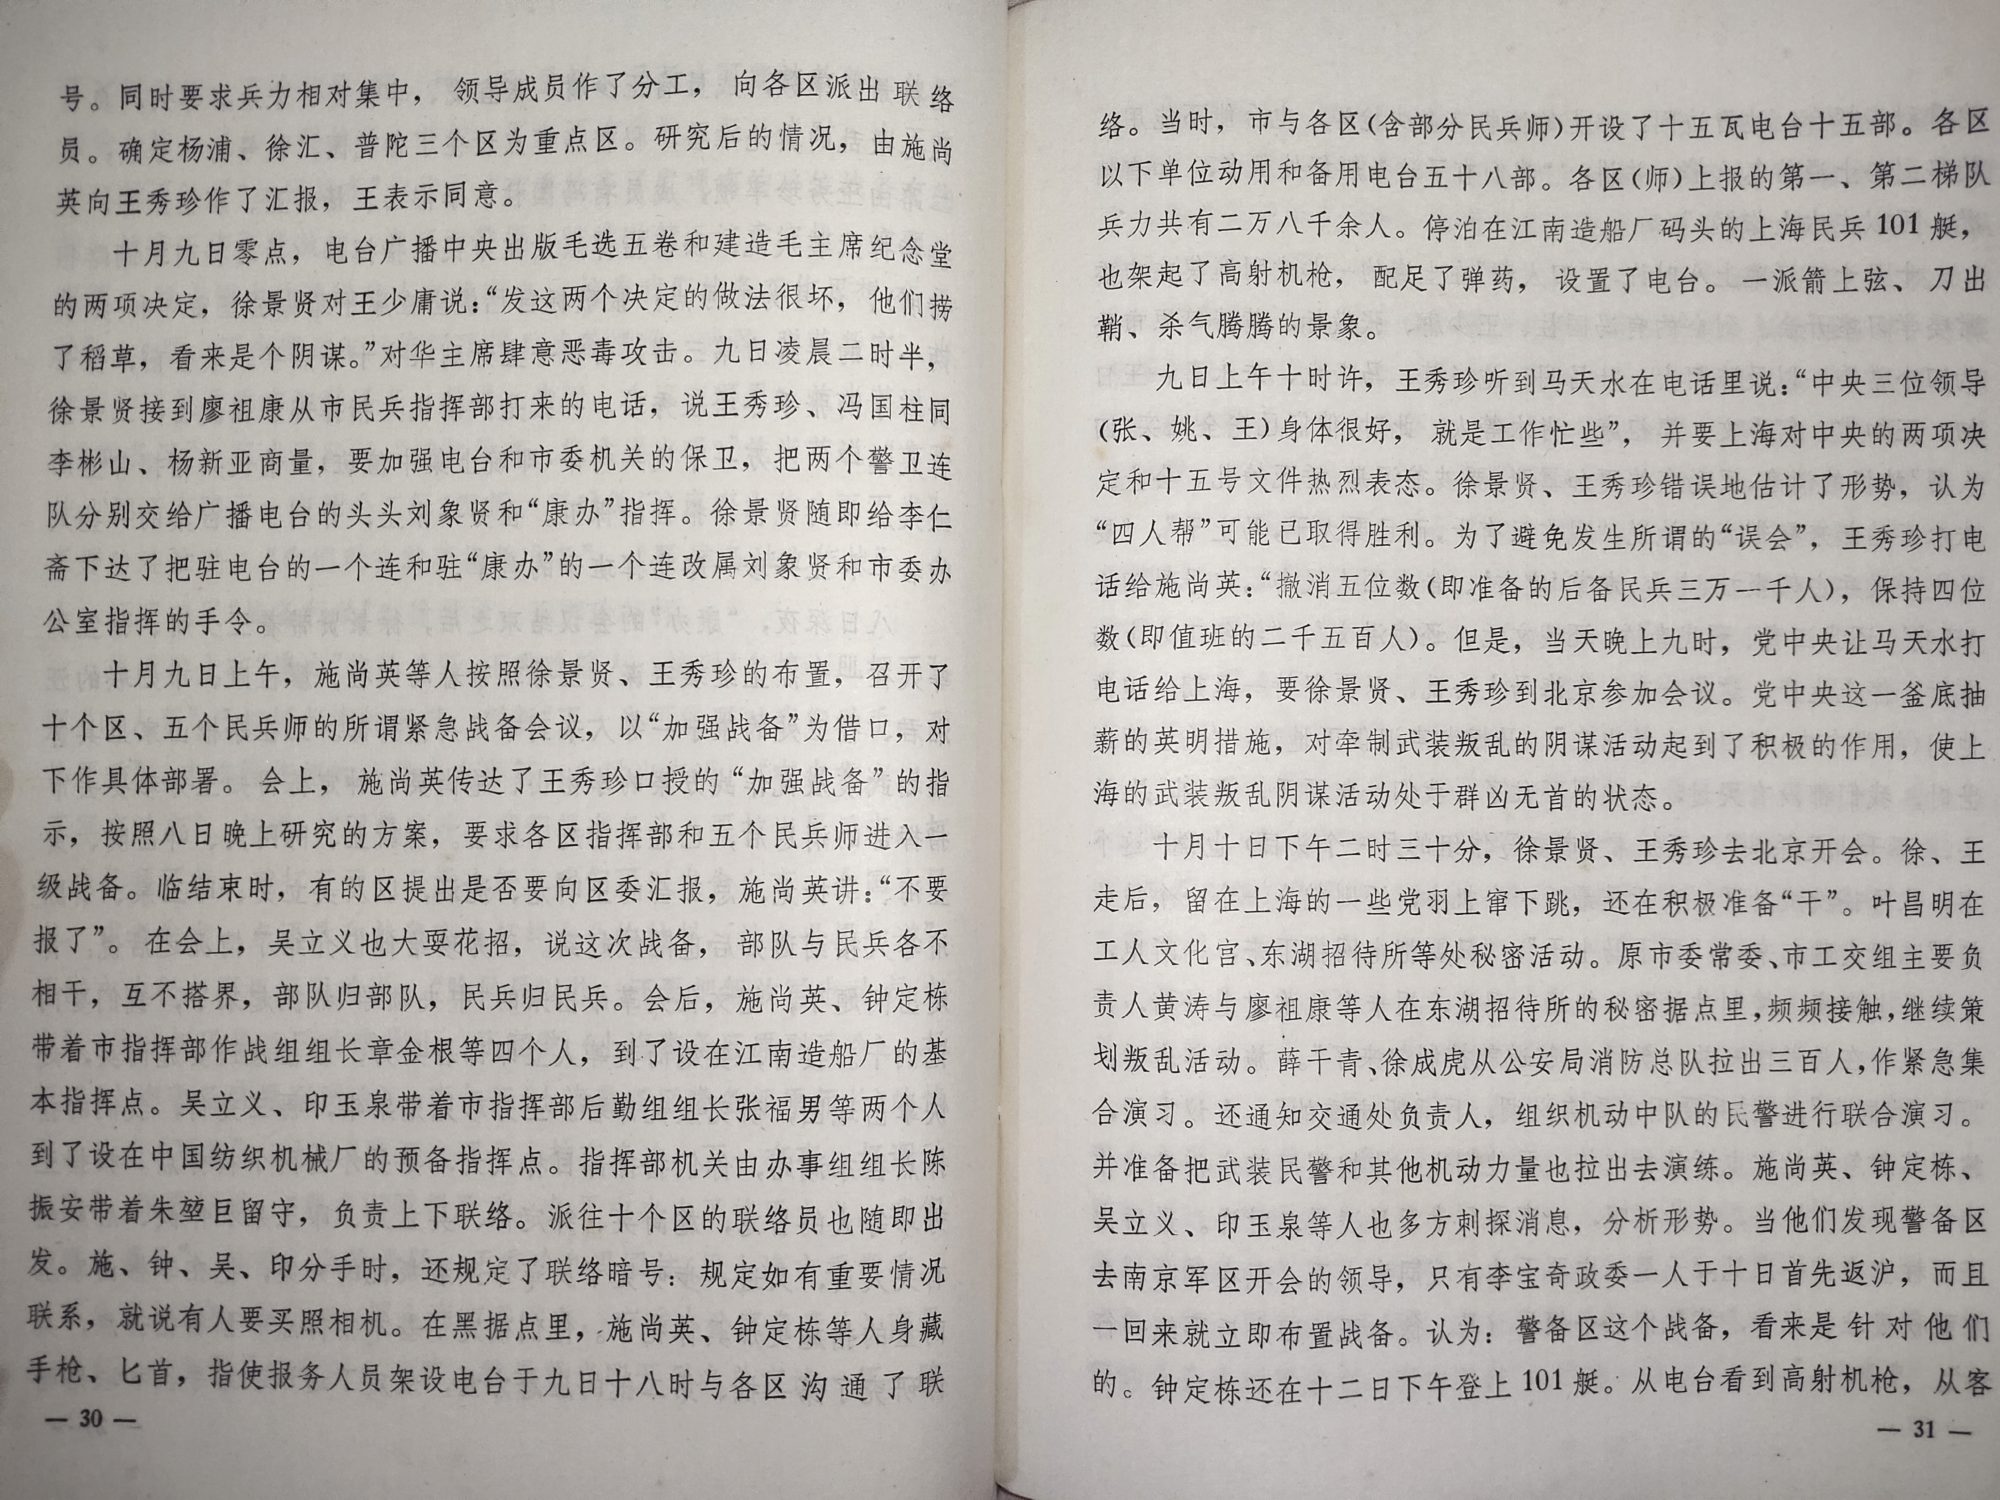 号。同时要求兵力相对集中，领导成员作了分工，向各区派出联络
员。确定杨浦、徐汇、普陀三个区为重点区。研究后的情况，由施尚
英向王秀珍作了汇报，王表示同意。
十月九日零点，电台广播中央出版毛选五卷和建造毛主席纪念堂
的两项决定，徐景贤对王少庸说：“发这两个决定的做法很坏，他们捞
了稻草，看来是个阴谋。”对华主席肆意恶毒攻击。九日凌晨二时半，
徐景贤接到廖祖康从市民兵指挥部打来的电话，说王秀珍、冯国柱同
李彬山、杨新亚商量，要加强电台和市委机关的保卫，把两个警卫连
队分别交给广播电台的头头刘象贤和“康办”指挥。徐景贤随即给李仁
斋下达了把驻电台的一个连和驻“康办”的一个连改属刘象贤和市委办
公室指挥的手令。
十月九日上午，施尚英等人按照徐景贤、王秀珍的布置，召开了
十个区、五个民兵师的所谓紧急战备会议，以“加强战备”为借口，对
下作具体部署。会上，施尚英传达了王秀珍口授的“加强战备”的指
示，按照八日晚上研究的方案，要求各区指挥部和五个民兵师进入一
级战备。临结束时，有的区提出是否要向区委汇报，施尚英讲：“不要
报了”。在会上，吴立义也大耍花招，说这次战备，部队与民兵各不
相干，互不搭界，部队归部队，民兵归民兵。会后，施尚英、钟定栋
带着市指挥部作战组组长章金根等四个人，到了设在江南造船厂的基
本指挥点。吴立义、印玉泉带着市指挥部后勤组组长张福男等两个人
到了设在中国纺织机械厂的预备指挥点。指挥部机关由办事组组长陈
振安带着朱堃巨留守，负责上下联络。派往十个区的联络员也随即出
发。施、钟、吴、印分手时，还规定了联络暗号：规定如有重要情况
联系，就说有人要买照相机。在黑据点里，施尚英、钟定栋等人身藏
手枪、匕首，指使报务人员架设电台于九日十八时与各区沟通了联
— 30 —
络。当时，市与各区（含部分民兵师）开设了十五瓦电台十五部。各区
以下单位动用和备用电台五十八部。各区（师）上报的第一、第二梯队
兵力共有二万八千余人。停泊在江南造船厂码头的上海民兵101艇，
也架起了高射机枪，配足了弹药，设置了电台。一派箭上弦、刀出
鞘、杀气腾腾的景象。
九日上午十时许，王秀珍听到马天水在电话里说：“中央三位领导
（张、姚、王）身体很好，就是工作忙些”，并要上海对中央的两项决
定和十五号文件热烈表态。徐景贤、王秀珍错误地估计了形势，认为
“四人帮”可能已取得胜利。为了避免发生所谓的“误会”，王秀珍打电
话给施尚英：“撤消五位数（即准备的后备民兵三万一千人），保持四位
数（即值班的二千五百人）。但是，当天晚上九时，党中央让马天水打
电话给上海，要徐景贤、王秀珍到北京参加会议。党中央这一釜底抽
薪的英明措施，对牵制武装叛乱的阴谋活动起到了积极的作用，使上
海的武装叛乱阴谋活动处于群凶无首的状态。
十月十日下午二时三十分，徐景贤、王秀珍去北京开会。徐、王
走后，留在上海的一些党羽上窜下跳，还在积极准备“干”。叶昌明在
工人文化宫、东湖招待所等处秘密活动。原市委常委、市工交组主要负
责人黄涛与廖祖康等人在东湖招待所的秘密据点里，频频接触，继续策
划叛乱活动。薛干青、徐成虎从公安局消防总队拉出三百人，作紧急集
合演习。还通知交通处负责人，组织机动中队的民警进行联合演习。
并准备把武装民警和其他机动力量也拉出去演练。施尚英、钟定栋、
吴立义、印玉泉等人也多方刺探消息，分析形势。当他们发现警备区
去南京军区开会的领导，只有李宝奇政委一人于十日首先返沪，而且
一回来就立即布置战备。认为：警备区这个战备，看来是针对他们
的。钟定栋还在十二日下午登上101艇。从电台看到高射机枪，从客
— 31 —